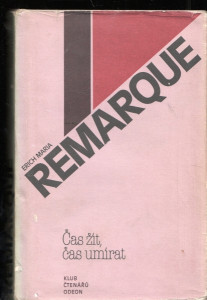 ERICH MARIA
REMARQUE
Čas žít,
čas umírat
KLUB
ČTENÁŘŮ
ODEON